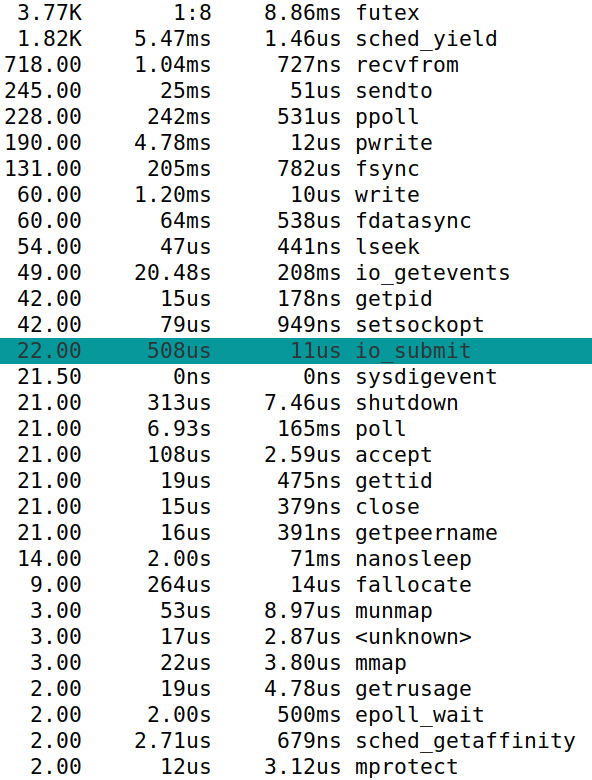 3.77K 1:8 8.86ms futex
1.82K 5.47ms 1.46us sched_yield
718.00 1.04ms 727ns recvfrom
245.00 25ms 51us sendto
228.00 242ms 531us ppoll
190.00 4.78ms 12us pwrite
131.00 205ms 782us fsync
60.00 1.20ms 10us write
60.00 64ms 538us fdatasync
54.00 47us 441ns lseek
49.00 20.48s 208ms io_getevents
42.00 15us 178ns getpid
42.00 79us 949ns setsockopt
22.00 508us 11us io_submit
21.50 0ns 0ns sysdigevent
21.00 313us 7.46us shutdown
21.00 6.93s 165ms poll
21.00 108us 2.59us accept
21.00 19us 475ns gettid
21.00 15us 379ns close
21.00 16us 391ns getpeername
14.00 2.00s 71ms nanosleep
9.00 264us 14us fallocate
3.00 53us 8.97us munmap
3.00 17us 2.87us <unknown>
3.00 22us 3.80us mmap
2.00 19us 4.78us getrusage
2.00 2.00s 500ms epoll_wait
2.00 2.71us 679ns sched_getaffinity
2.00 12us 3.12us mprotect